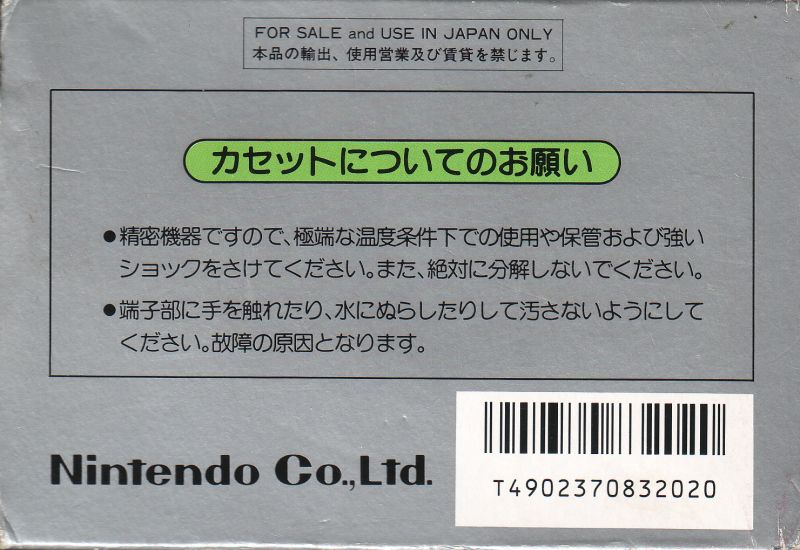 FOR SALE and USE IN JAPAN ONLY
本品の輸出、使用営業及び賃貸を禁じます。
カセットについてのお願い
●精密機器ですので、極端な温度条件下での使用や保管および強い
ショックをさけてください。また、絶対に分解しないでください。
●端子部に手を触れたり、水にぬらしたりして汚さないようにして
ください。故障の原因となります。
Nintendo Co.,Ltd.
T4902370832020